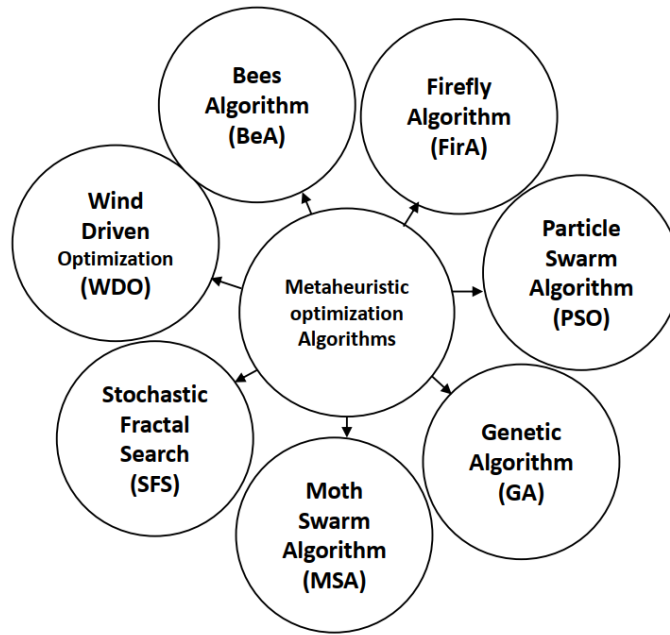 Bees
Algorithm
(BeA)
Firefly
Algorithm
(FirA)
Wind
Driven
Optimization
(WDO)
Metaheuristic
optimization
Algorithms
Particle
Swarm
Algorithm
(PSO)
Stochastic
Fractal
Search
(SFS)
Genetic
Algorithm
(GA)
Moth
Swarm
Algorithm
(MSA)